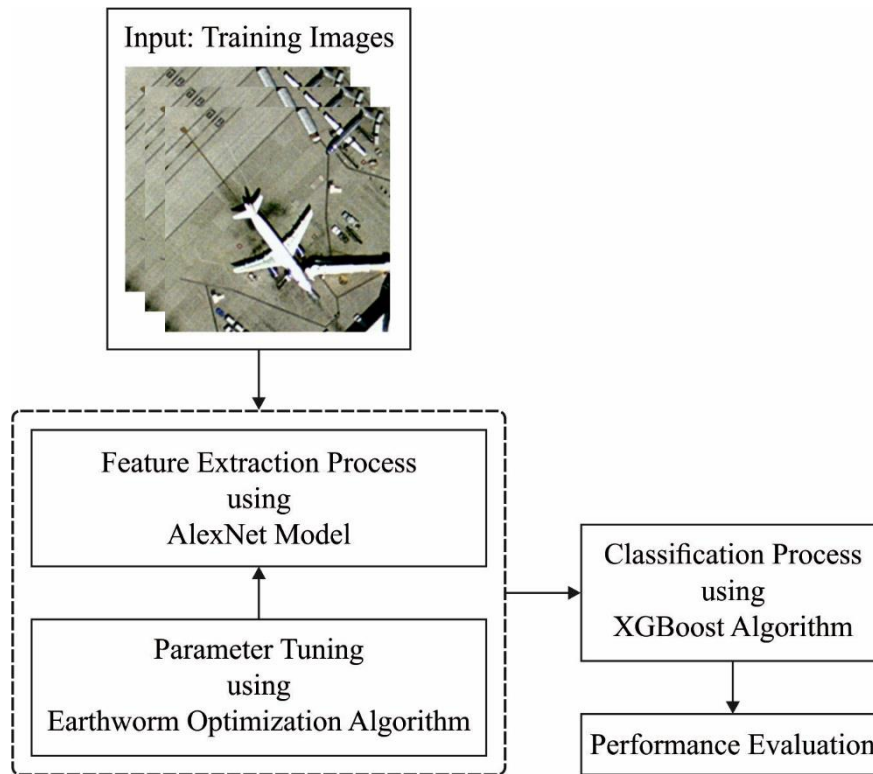 Input: Training Images
Feature Extraction Process
using
AlexNet Model
Parameter Tuning
using
Earthworm Optimization Algorithm
Classification Process
using
XGBoost Algorithm
Performance Evaluation